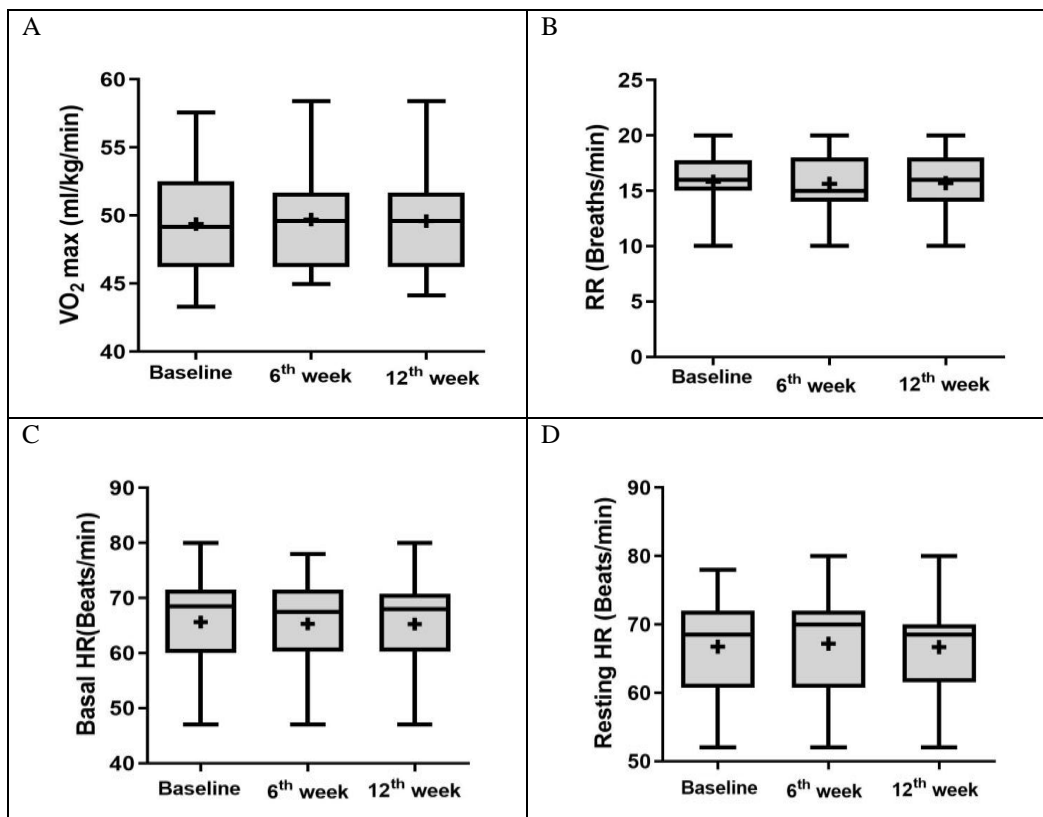 A
VO₂ max (ml/kg/min)
60
55
50
45
40
Baseline
6th week
12th week
B
RR (Breaths/min)
25
20
15
10
5
0
Baseline
6th week
12th week
C
Basal HR(Beats/min)
90
80
70
60
50
40
Baseline
6th week
12th week
D
Resting HR (Beats/min)
90
80
70
60
50
Baseline
6th week
12th week